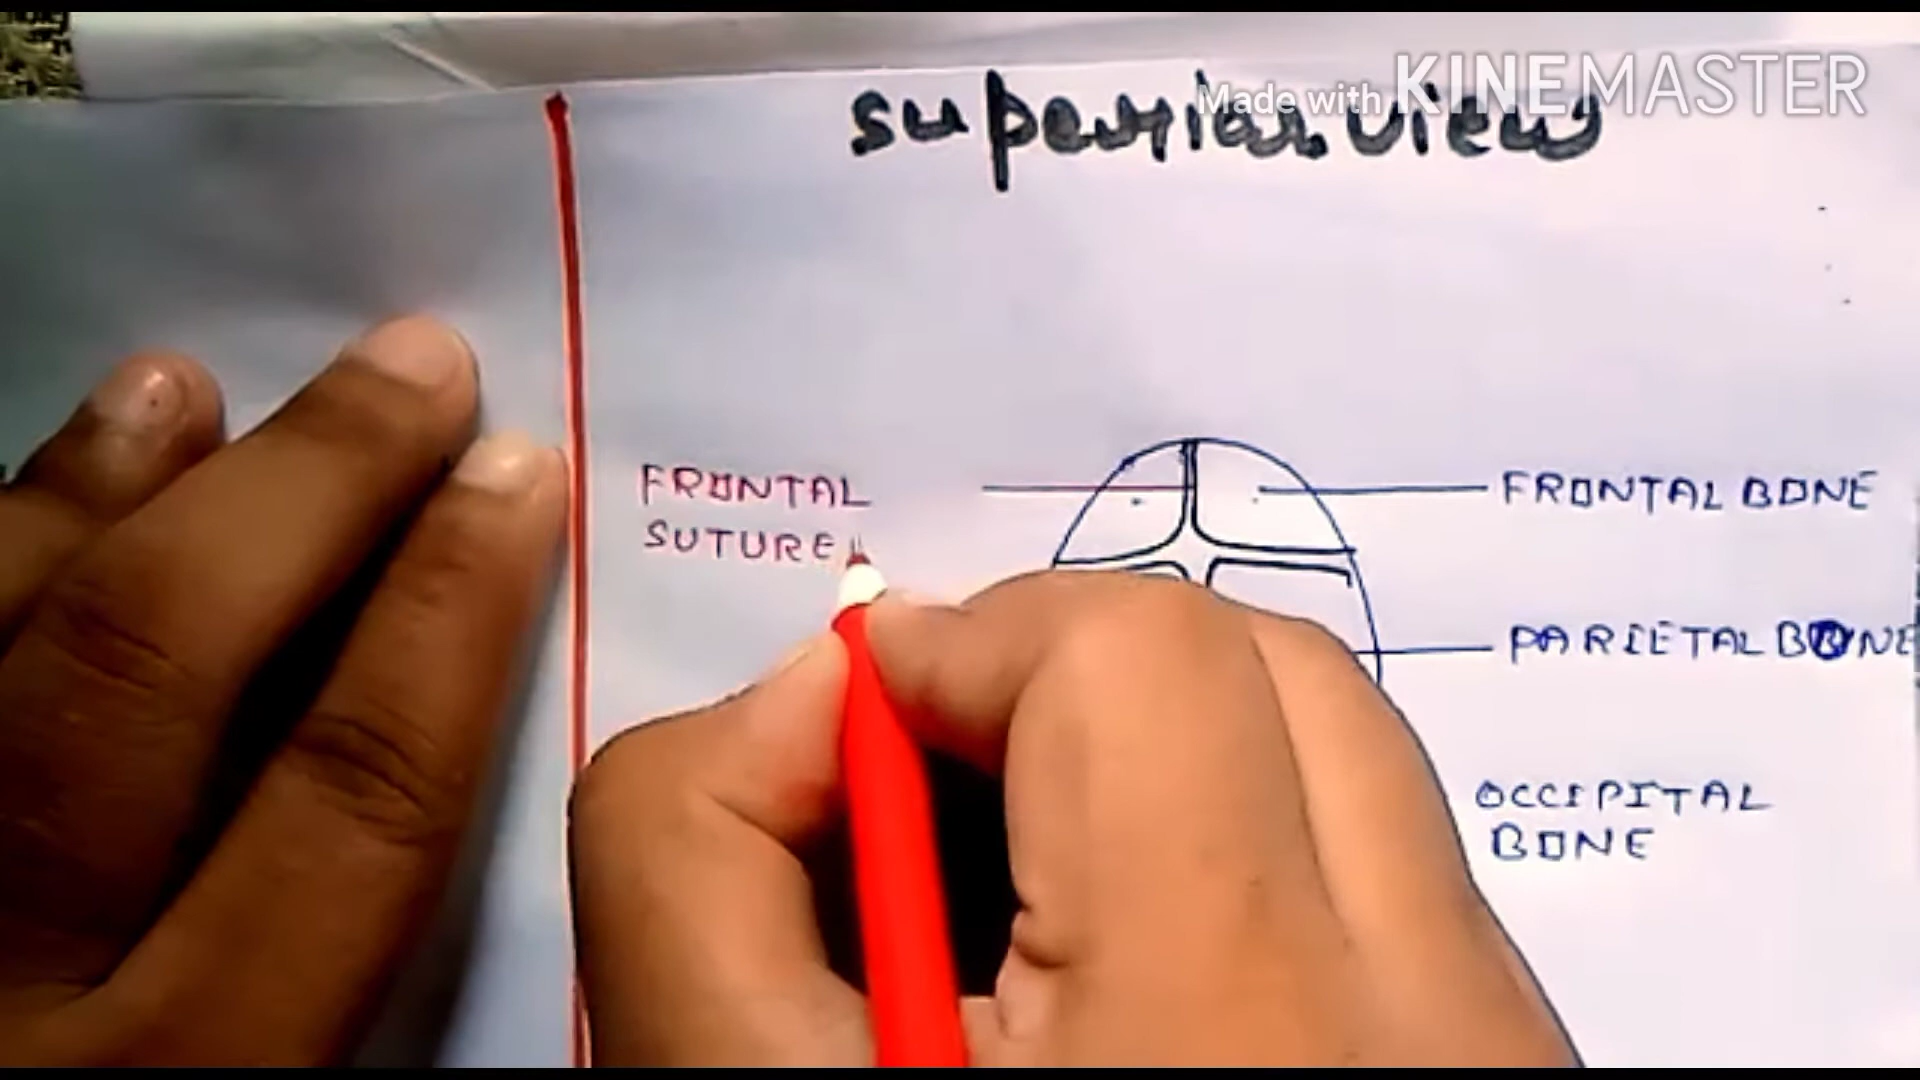 Made with KINEMASTER
superior view
FRONTAL
SUTURE
FRONTAL BONE
PARIETAL BONE
OCCIPITAL
BONE